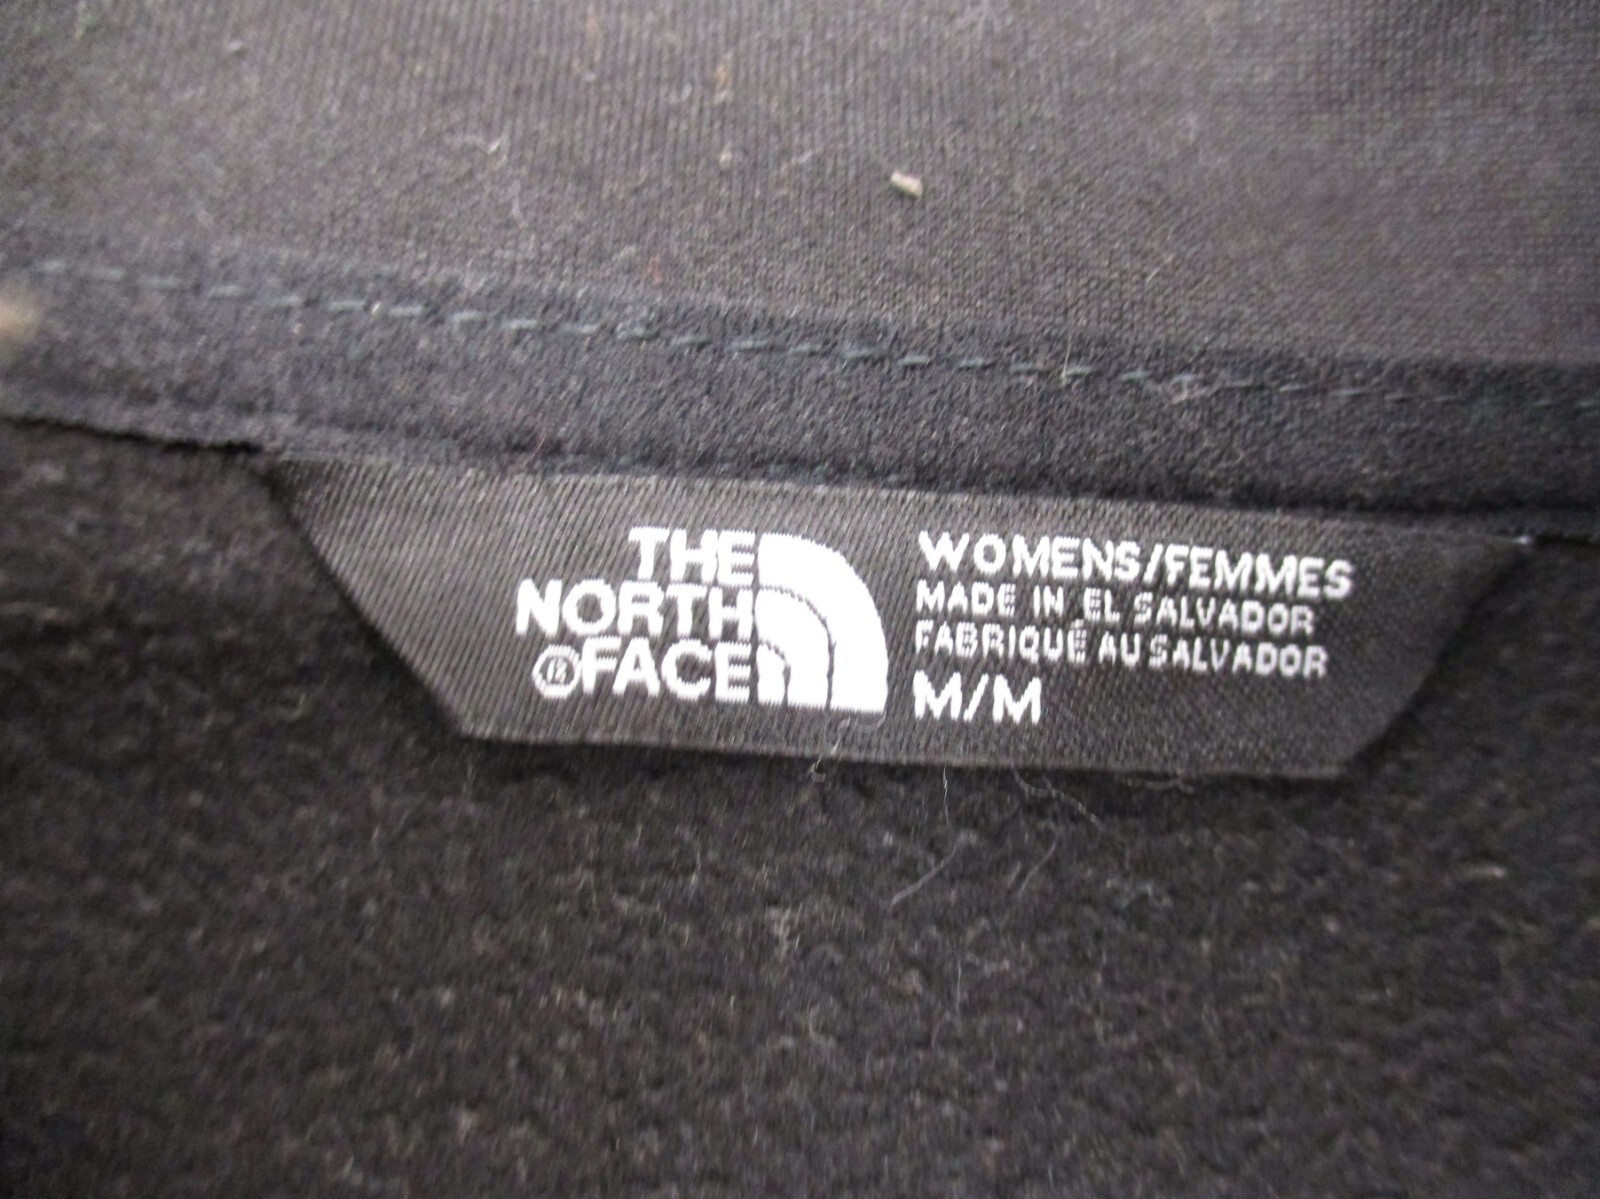 THE
NORTH
®FACE
WOMENS/FEMMES
MADE IN EL SALVADOR
FABRIQUÉ AU SALVADOR
M/M